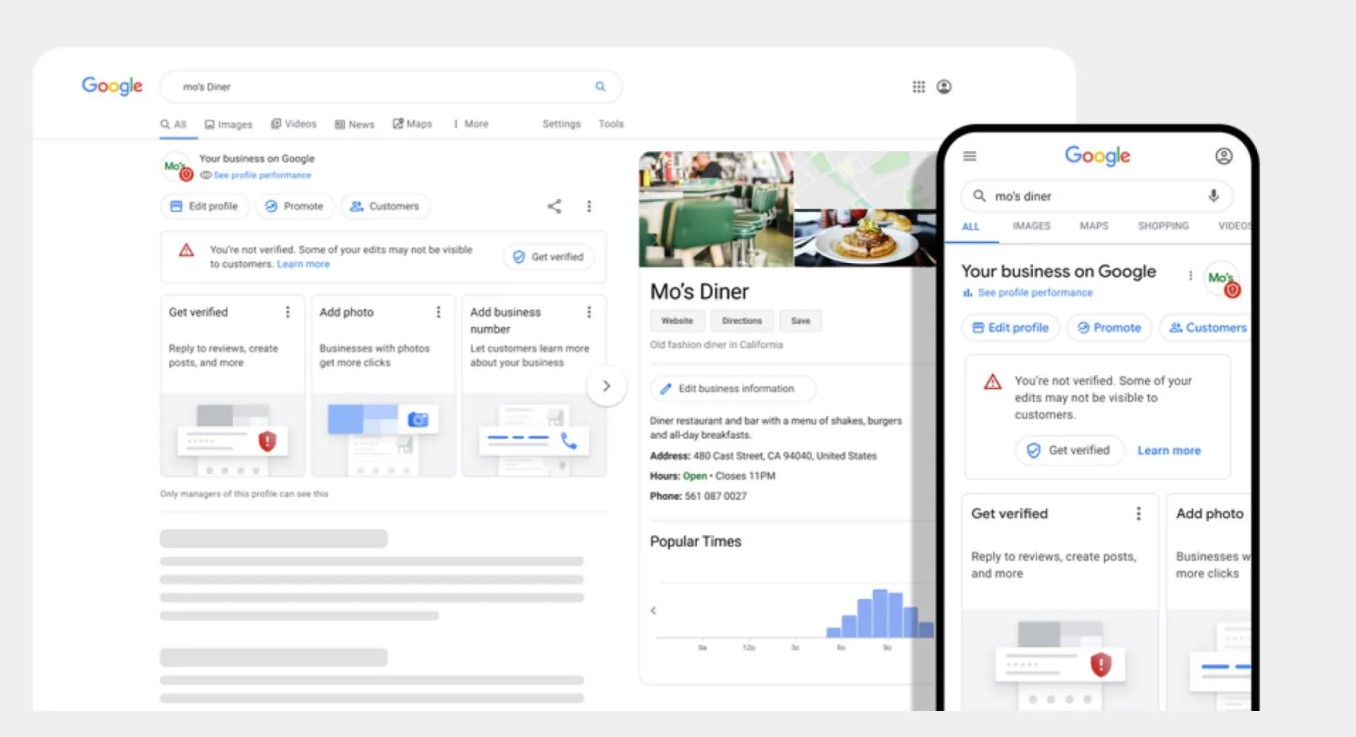 Google
mo's Diner
All Images Videos News Maps More Settings Tools
Mo's
Your business on Google
See profile performance
Edit profile Promote Customers
You're not verified. Some of your edits may not be visible
to customers. Learn more
Get verified
Get verified
Reply to reviews, create
posts, and more
Add photo
Businesses with photos
get more clicks
Add business
number
Let customers learn more
about your business
Only managers of this profile can see this
Mo's Diner
Website Directions Save
Old fashion diner in California
Edit business information
Diner restaurant and bar with a menu of shakes, burgers
and all-day breakfasts.
Address: 480 Cast Street, CA 94040, United States
Hours: Open • Closes 11PM
Phone: 561 087 0027
Popular Times
Google
mo's diner
ALL IMAGES MAPS SHOPPING VIDEOS
Your business on Google
Mo's
See profile performance
Edit profile Promote Customers
You're not verified. Some of your
edits may not be visible to
customers.
Get verified Learn more
Get verified
Reply to reviews, create posts,
and more
Add photo
Businesses w
more clicks